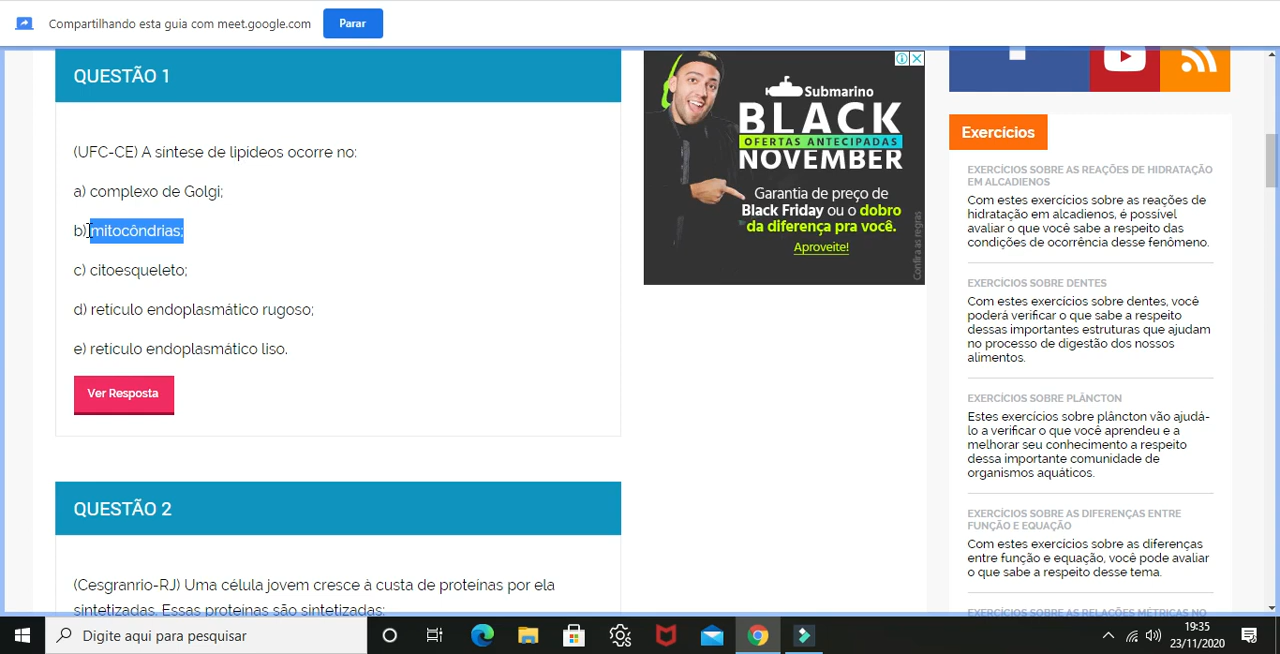 Compartilhando esta guia com meet.google.com
Parar
QUESTÃO 1
(UFC-CE) A síntese de lipídeos ocorre no:
a) complexo de Golgi;
b) mitocôndrias;
c) citoesqueleto;
d) retículo endoplasmático rugoso;
e) retículo endoplasmático liso.
Ver Resposta
QUESTÃO 2
(Cesgranrio-RJ) Uma célula jovem cresce à custa de proteínas por ela
sintetizadas. Essas proteínas são sintetizadas:
Submarino
BLACK
OFERTAS ANTECIPADAS
NOVEMBER
Garantia de preço de
Black Friday ou o dobro
da diferença pra você.
Aproveite!
Confira as regras
Exercícios
EXERCÍCIOS SOBRE AS REAÇÕES DE HIDRATAÇÃO
EM ALCADIENOS
Com estes exercícios sobre as reações de
hidratação em alcadienos, é possível
avaliar o que você sabe a respeito das
condições de ocorrência desse fenômeno.
EXERCÍCIOS SOBRE DENTES
Com estes exercícios sobre dentes, você
poderá verificar o que sabe a respeito
dessas importantes estruturas que ajudam
no processo de digestão dos nossos
alimentos.
EXERCÍCIOS SOBRE PLÂNCTON
Estes exercícios sobre plâncton vão ajudá-
lo a verificar o que você aprendeu e a
melhorar seu conhecimento a respeito
dessa importante comunidade de
organismos aquáticos.
EXERCÍCIOS SOBRE AS DIFERENÇAS ENTRE
FUNÇÃO E EQUAÇÃO
Com estes exercícios sobre as diferenças
entre função e equação, você pode avaliar
o que sabe a respeito desse tema.
EXERCÍCIOS SOBRE AS RELAÇÕES MÉTRICAS NO
Digite aqui para pesquisar
19:35
23/11/2020